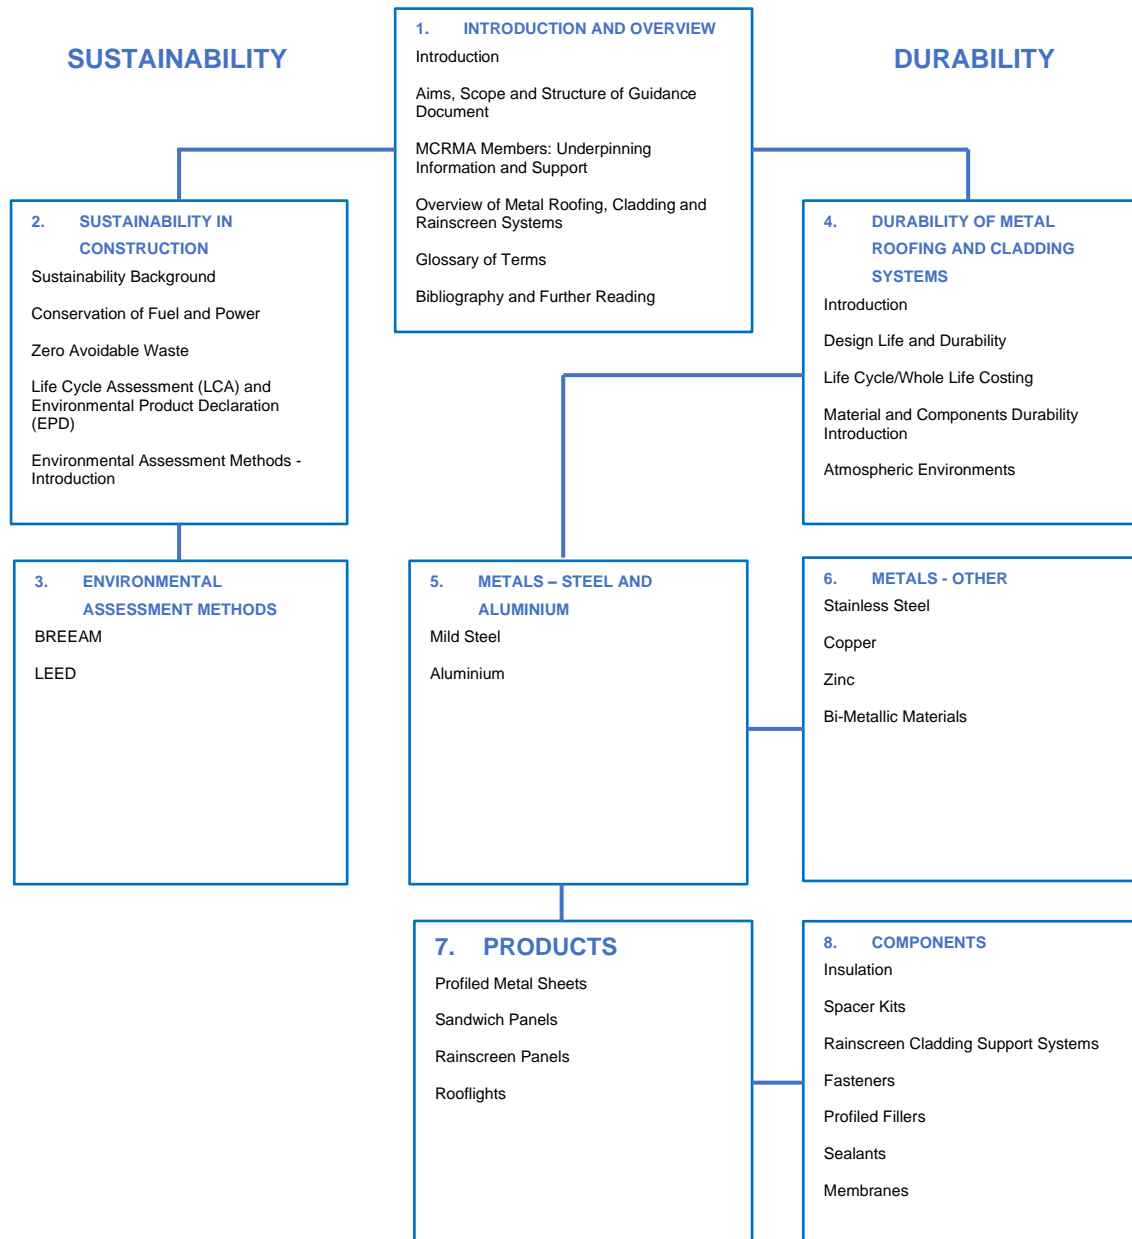 SUSTAINABILITY
DURABILITY
1. INTRODUCTION AND OVERVIEW
Introduction
Aims, Scope and Structure of Guidance
Document
MCRMA Members: Underpinning
Information and Support
Overview of Metal Roofing, Cladding and
Rainscreen Systems
Glossary of Terms
Bibliography and Further Reading
2. SUSTAINABILITY IN
CONSTRUCTION
Sustainability Background
Conservation of Fuel and Power
Zero Avoidable Waste
Life Cycle Assessment (LCA) and
Environmental Product Declaration
(EPD)
Environmental Assessment Methods -
Introduction
4. DURABILITY OF METAL
ROOFING AND CLADDING
SYSTEMS
Introduction
Design Life and Durability
Life Cycle/Whole Life Costing
Material and Components Durability
Introduction
Atmospheric Environments
3. ENVIRONMENTAL
ASSESSMENT METHODS
BREEAM
LEED
5. METALS – STEEL AND
ALUMINIUM
Mild Steel
Aluminium
6. METALS - OTHER
Stainless Steel
Copper
Zinc
Bi-Metallic Materials
7. PRODUCTS
Profiled Metal Sheets
Sandwich Panels
Rainscreen Panels
Rooflights
8. COMPONENTS
Insulation
Spacer Kits
Rainscreen Cladding Support Systems
Fasteners
Profiled Fillers
Sealants
Membranes